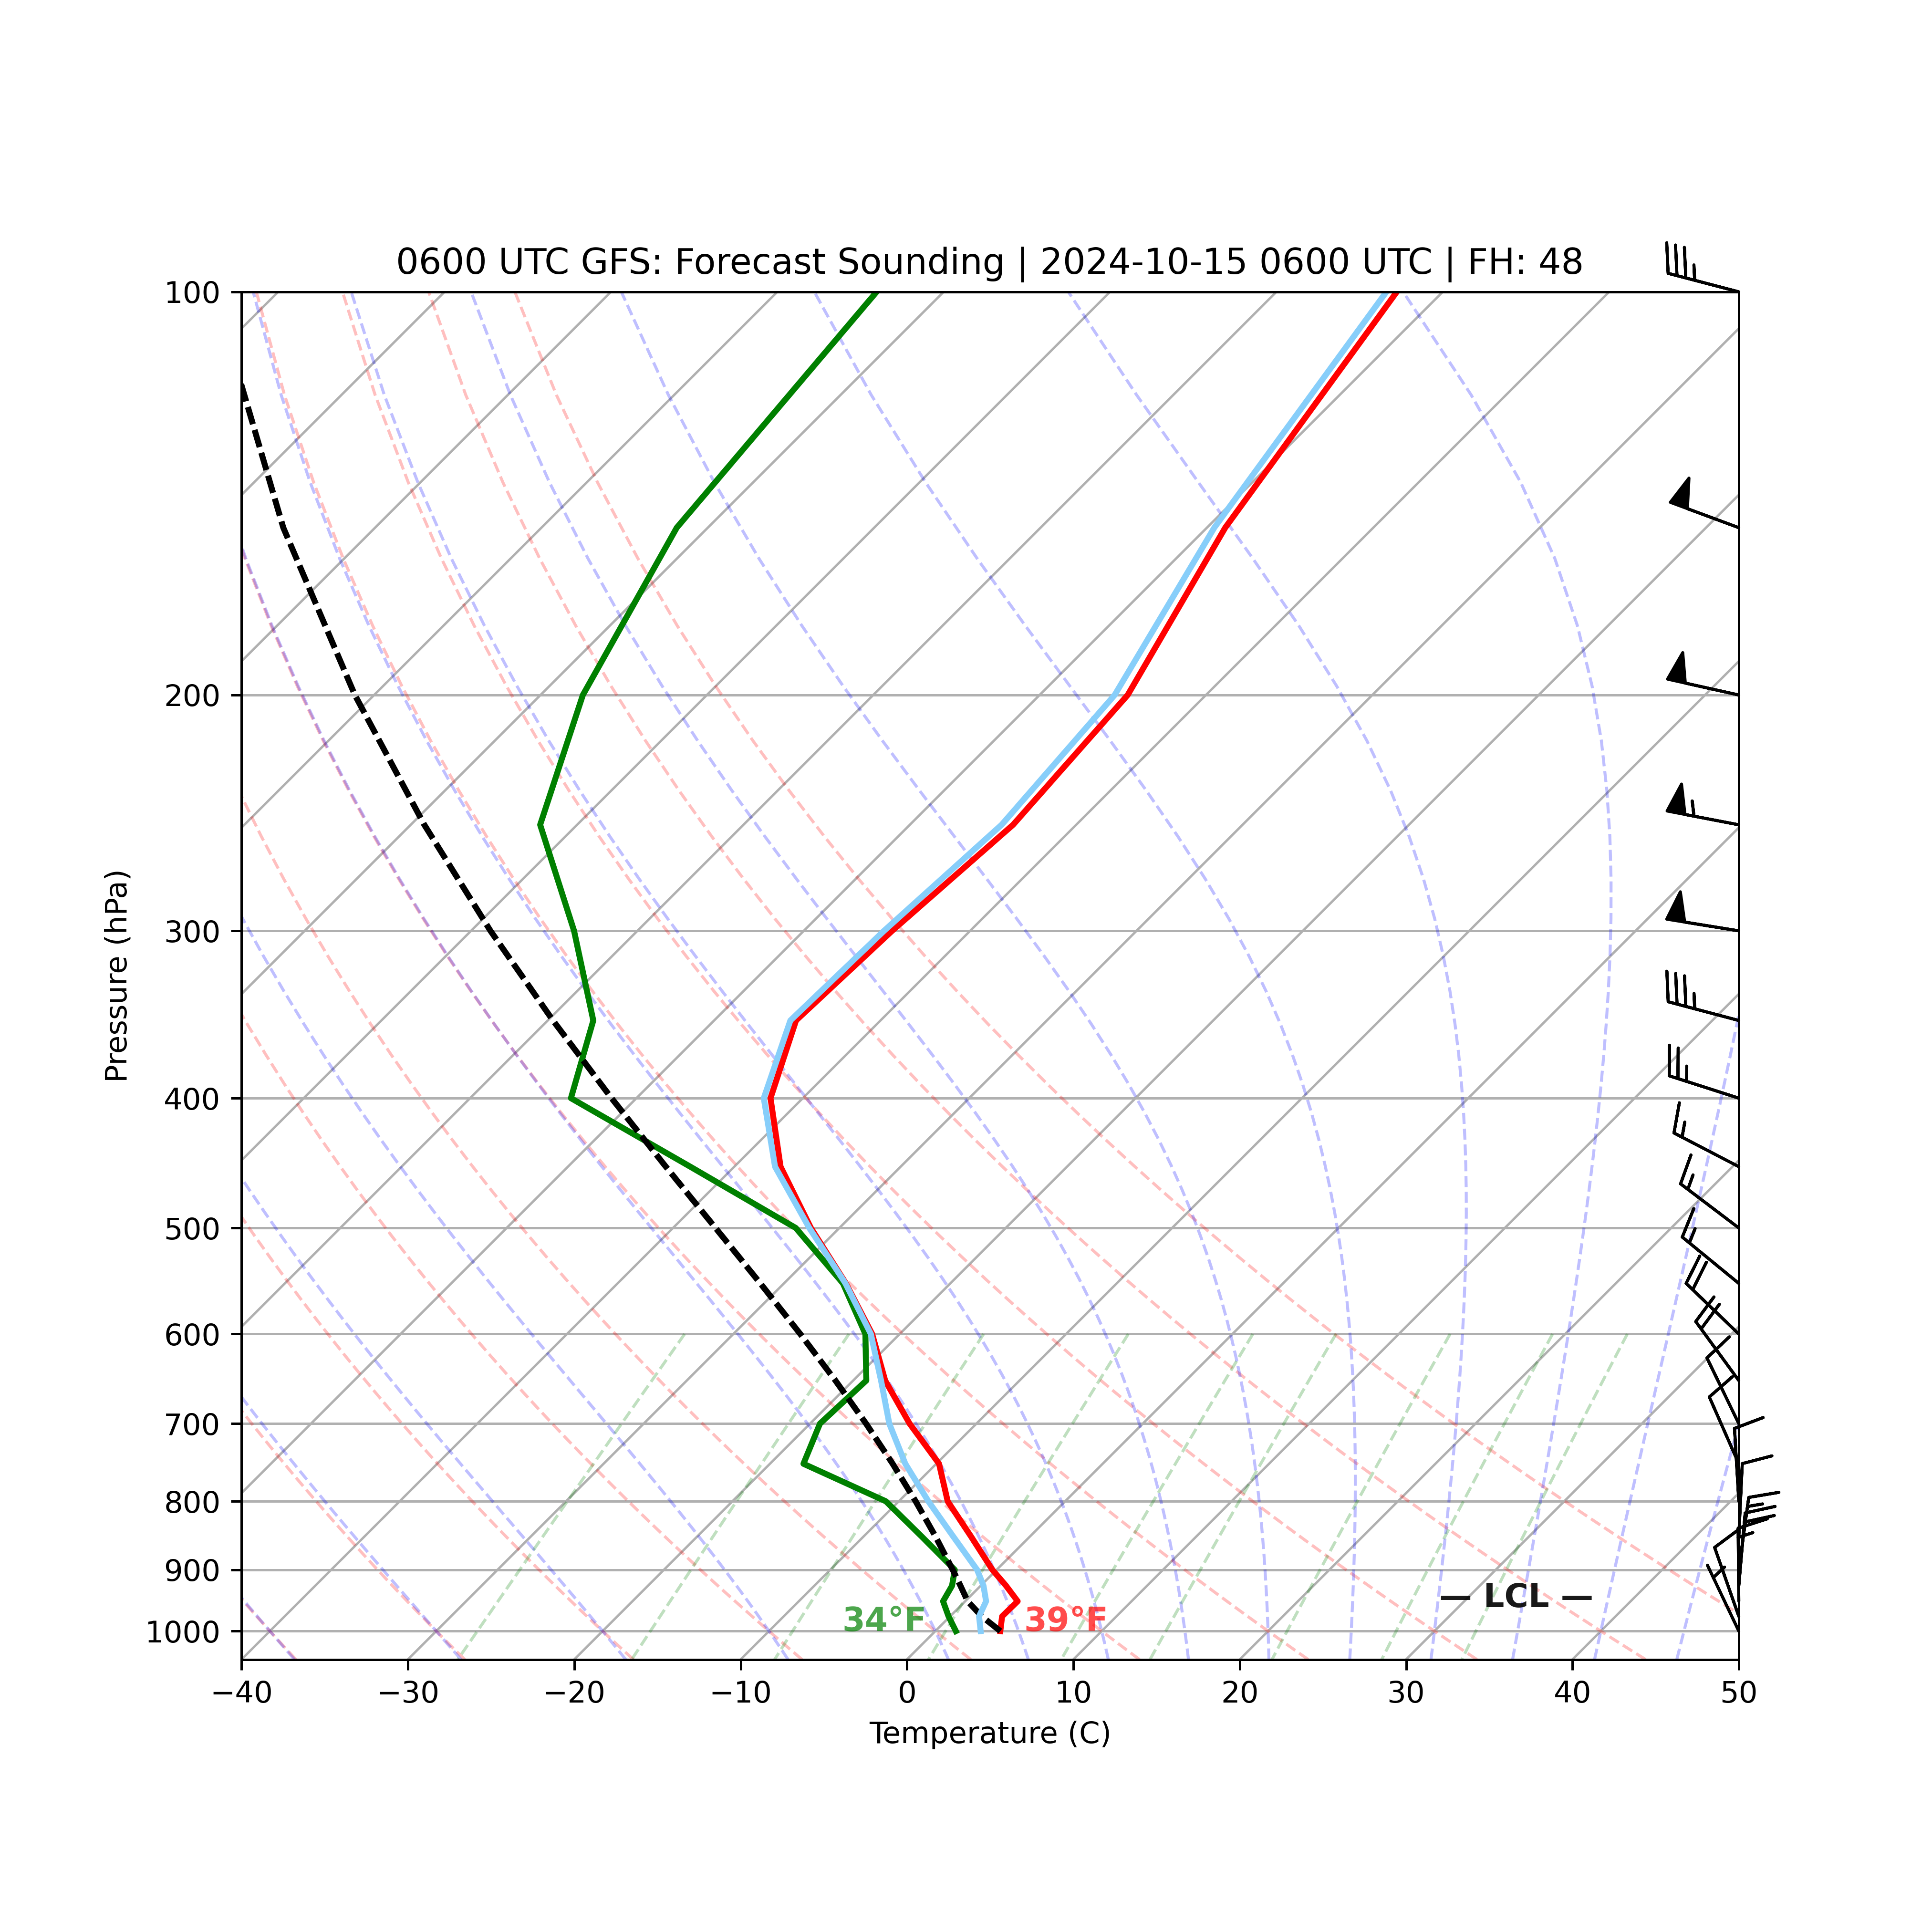 0600 UTC GFS: Forecast Sounding | 2024-10-15 0600 UTC | FH: 48
100
200
300
400
500
600
700
800
900
1000
Pressure (hPa)
— LCL —
34°F
39°F
−40 −30 −20 −10 0 10 20 30 40 50
Temperature (C)